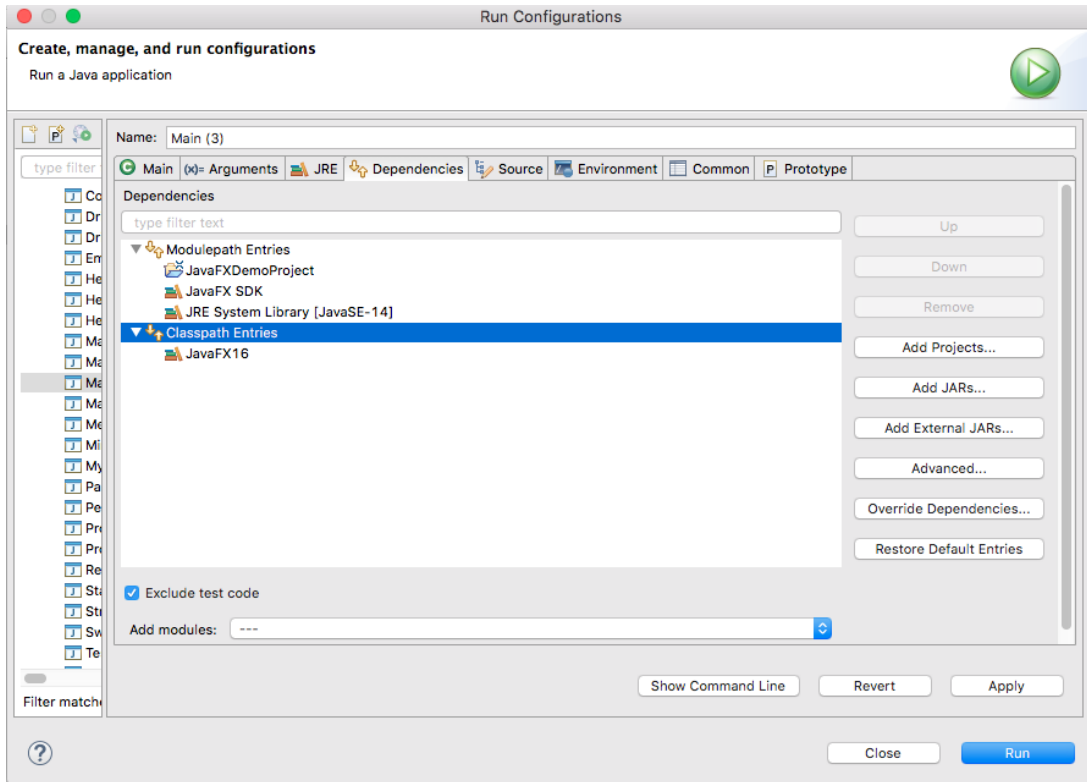 Run Configurations
Create, manage, and run configurations
Run a Java application
Name: Main (3)
type filter
Main (x)= Arguments JRE Dependencies Source Environment Common P Prototype
Co
Dr
Dr
Em
He
He
He
Ma
Ma
Ma
Ma
Me
Mi
My
Pa
Pe
Pro
Pro
Re
Sta
Str
Sw
Te
Filter matche
Dependencies
type filter text
Modulepath Entries
JavaFXDemoProject
JavaFX SDK
JRE System Library [JavaSE-14]
Classpath Entries
JavaFX16
Up
Down
Remove
Add Projects...
Add JARs...
Add External JARs...
Advanced...
Override Dependencies...
Restore Default Entries
Exclude test code
Add modules: ---
Show Command Line Revert Apply
? Close Run